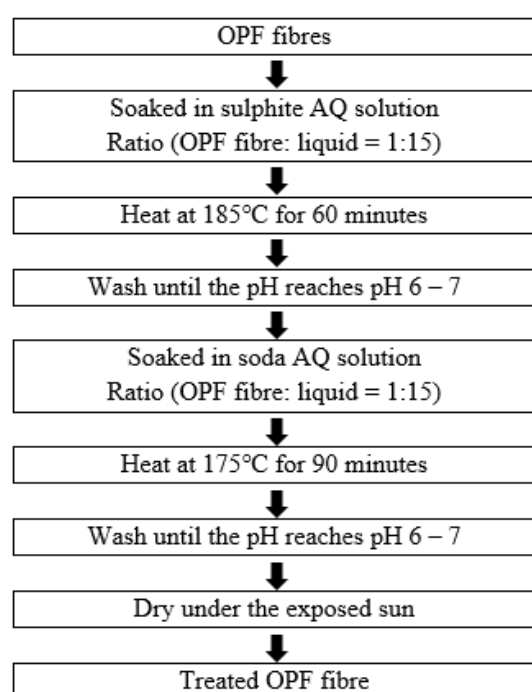 OPF fibres
Soaked in sulphite AQ solution
Ratio (OPF fibre: liquid = 1:15)
Heat at 185°C for 60 minutes
Wash until the pH reaches pH 6 – 7
Soaked in soda AQ solution
Ratio (OPF fibre: liquid = 1:15)
Heat at 175°C for 90 minutes
Wash until the pH reaches pH 6 – 7
Dry under the exposed sun
Treated OPF fibre